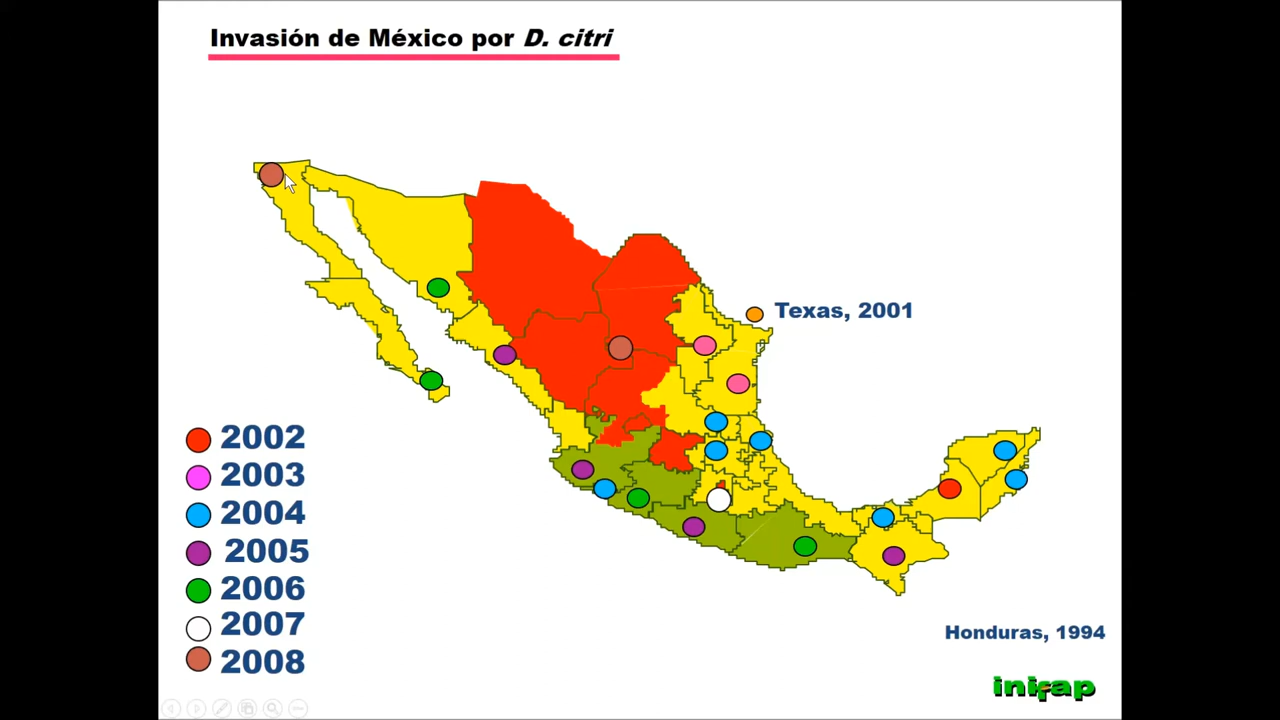 Invasión de México por D. citri
Texas, 2001
2002
2003
2004
2005
2006
2007
2008
Honduras, 1994
inifap